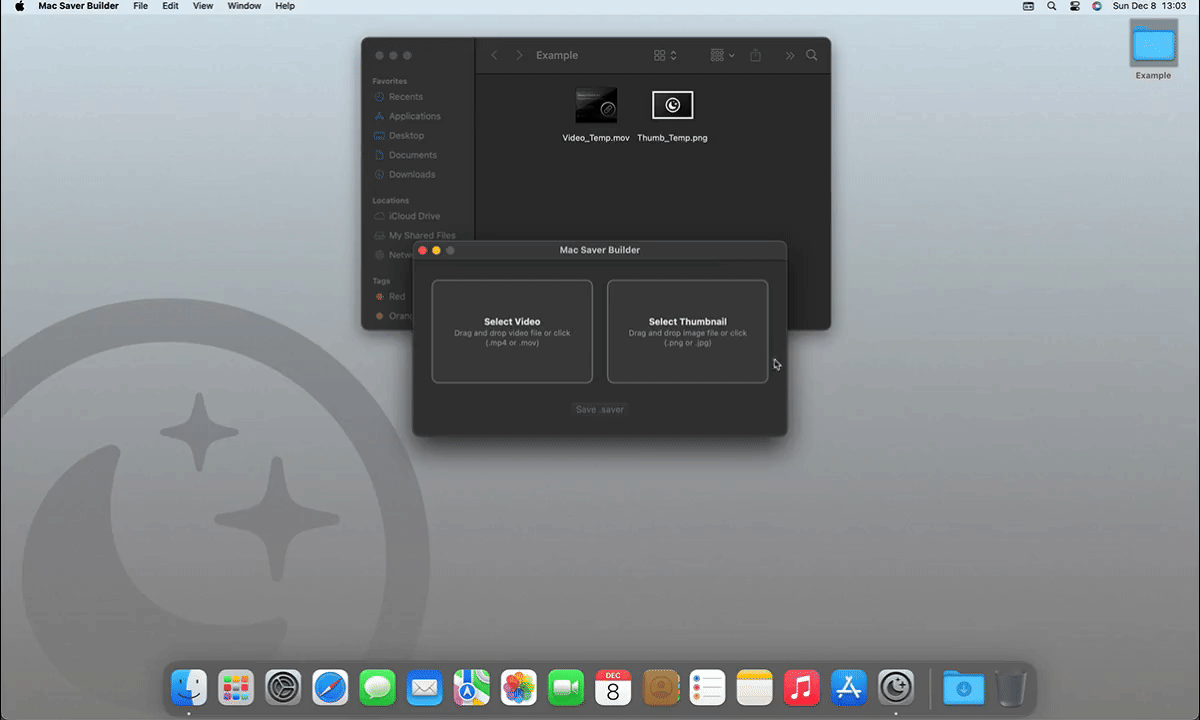 Mac Saver Builder File Edit View Window Help
Sun Dec 8 13:03
Example
Example
Favorites
Recents
Applications
Desktop
Documents
Downloads
Locations
iCloud Drive
My Shared Files
Netw
Tags
Red
Oran
Video_Temp.mov
Thumb_Temp.png
Mac Saver Builder
Select Video
Drag and drop video file or click
(.mp4 or .mov)
Select Thumbnail
Drag and drop image file or click
(.png or .jpg)
Save .saver
DEC
8